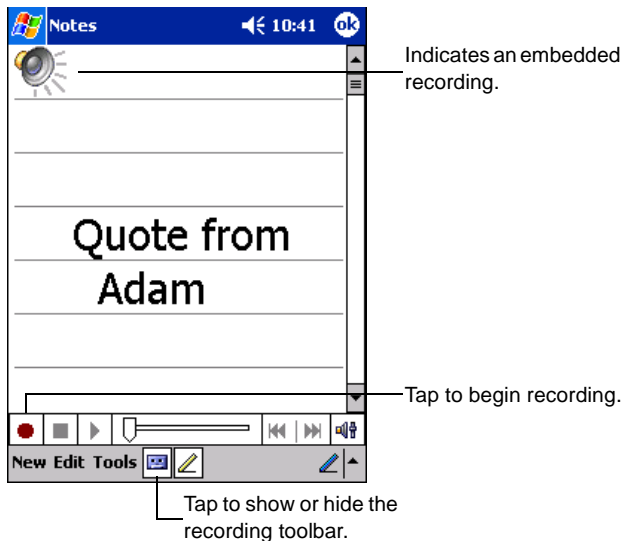 Notes 10:41 ok
Indicates an embedded
recording.
Quote from
Adam
Tap to begin recording.
New Edit Tools
Tap to show or hide the
recording toolbar.